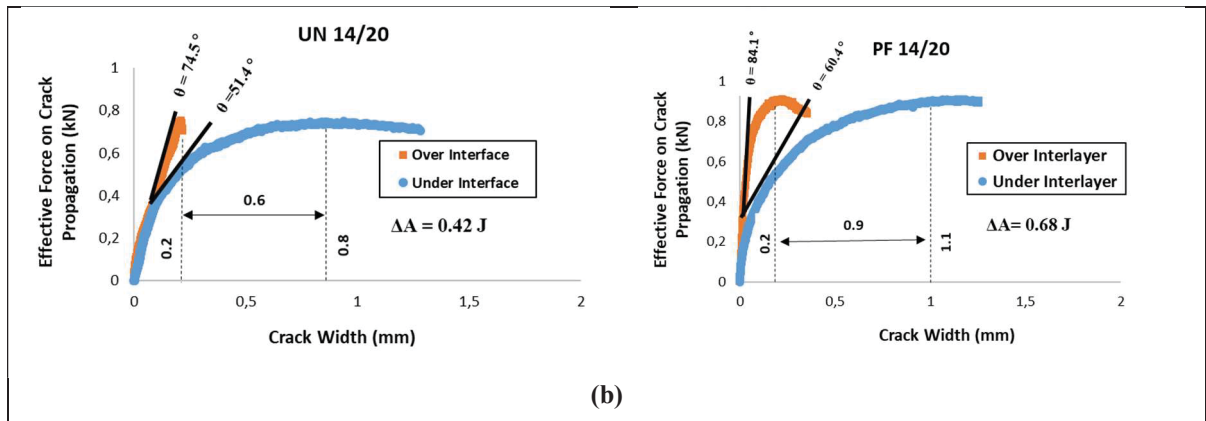 UN 14/20
Effective Force on Crack
Propagation (kN)
1
0,8
0,6
0,4
0,2
0
θ = 74.5 °
θ =51.4 °
Over Interface
Under Interface
0.6
ΔA = 0.42 J
0.2
0.8
0
0,5
1
1,5
2
Crack Width (mm)
PF 14/20
Effective Force on Crack
Prpagation (kN)
1
0,8
0,6
0,4
0,2
0
θ = 84.1 °
θ = 60.4 °
Over Interlayer
Under Interlayer
0.9
ΔA= 0.68 J
0.2
1.1
0
0,5
1
1,5
2
Crack Width (mm)
(b)